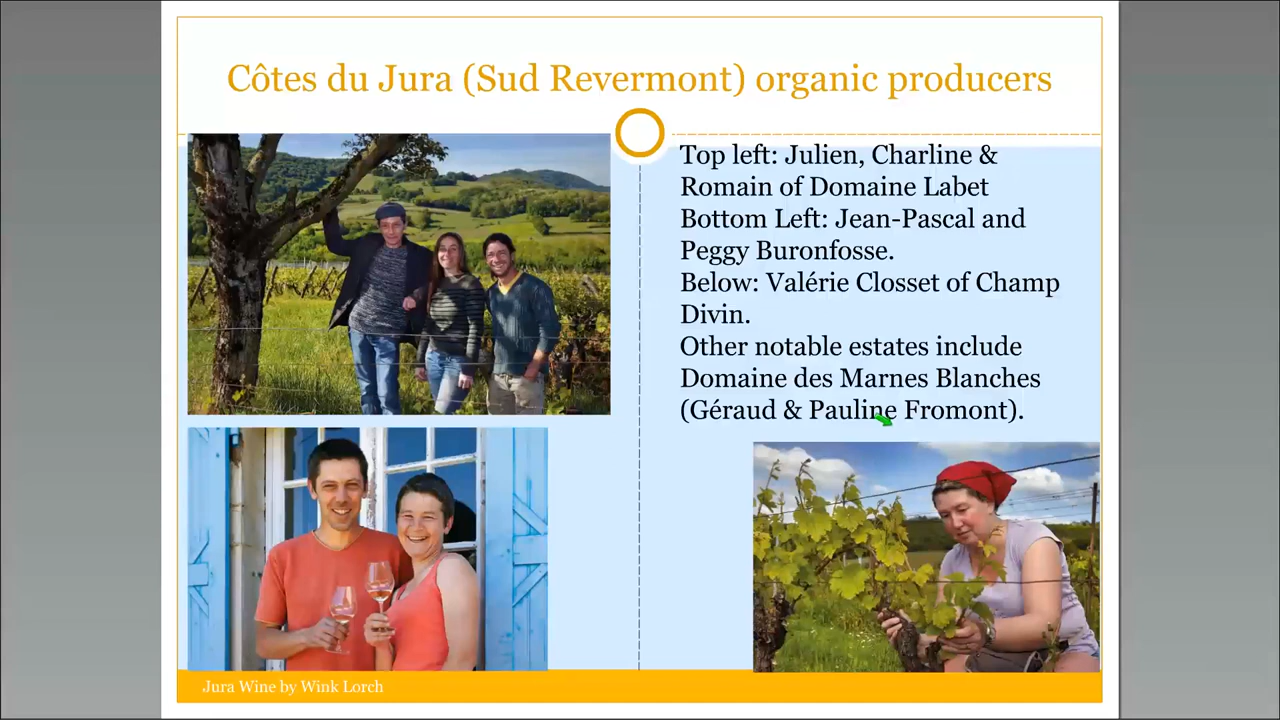 Côtes du Jura (Sud Revermont) organic producers
Top left: Julien, Charline &
Romain of Domaine Labet
Bottom Left: Jean-Pascal and
Peggy Buronfosse.
Below: Valérie Closset of Champ
Divin.
Other notable estates include
Domaine des Marnes Blanches
(Géraud & Pauline Fromont).
Jura Wine by Wink Lorch